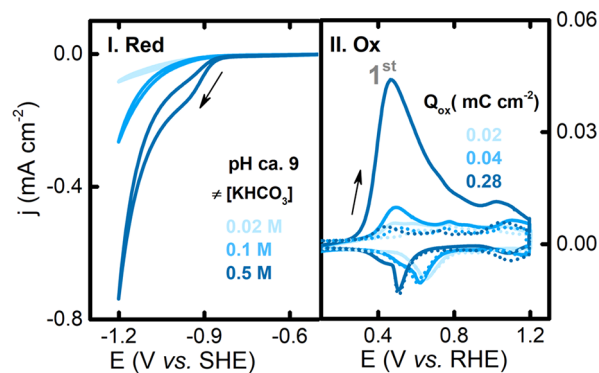 I. Red
II. Ox
1st
Qox( mC cm-2)
0.02
0.04
0.28
pH ca. 9
≠ [KHCO3]
0.02 M
0.1 M
0.5 M
j (mA cm-2)
0.0
-0.4
-0.8
0.06
0.03
0.00
-1.2
-0.9
-0.6
0.4
0.8
1.2
E (V vs. SHE)
E (V vs. RHE)